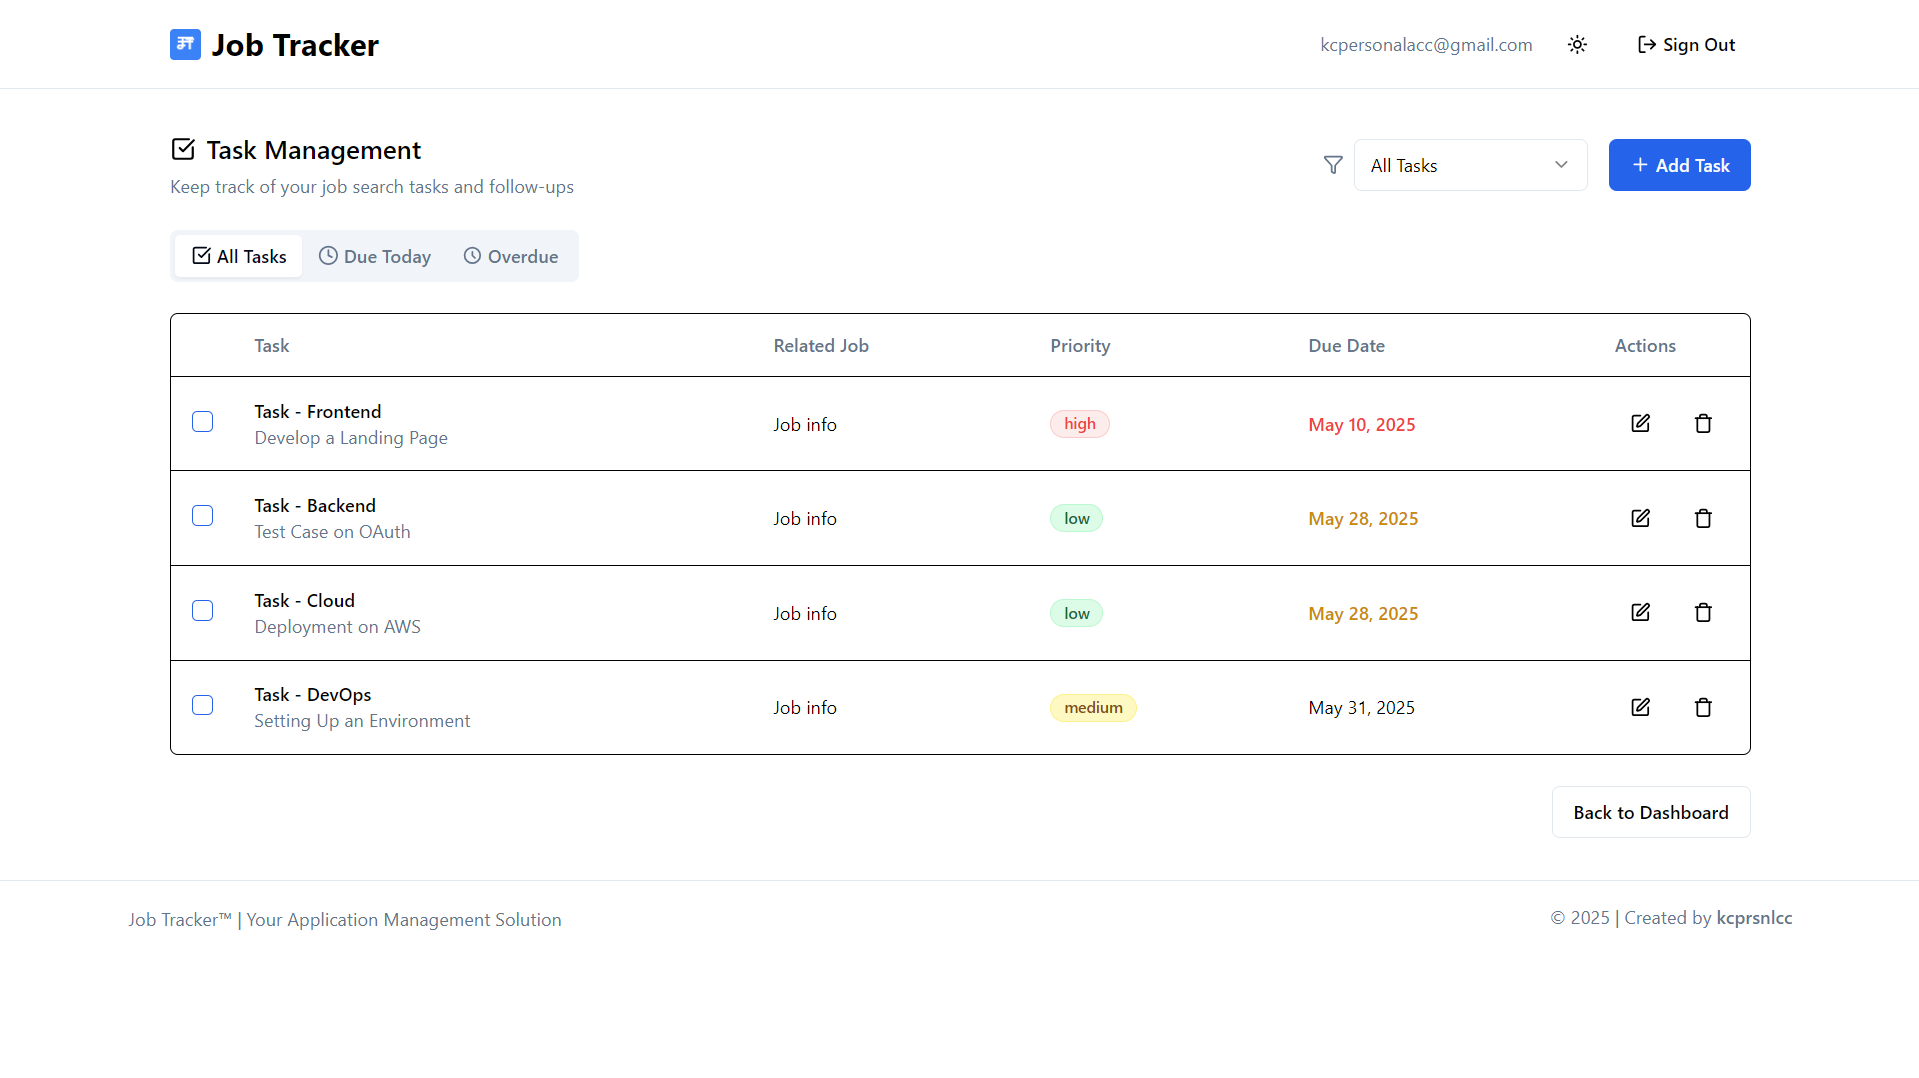 Job Tracker
kcpersonalacc@gmail.com
Sign Out
Task Management
Keep track of your job search tasks and follow-ups
All Tasks
+ Add Task
All Tasks
Due Today
Overdue
Task
Related Job
Priority
Due Date
Actions
Task - Frontend
Develop a Landing Page
Job info
high
May 10, 2025
Task - Backend
Test Case on OAuth
Job info
low
May 28, 2025
Task - Cloud
Deployment on AWS
Job info
low
May 28, 2025
Task - DevOps
Setting Up an Environment
Job info
medium
May 31, 2025
Back to Dashboard
Job Tracker™ | Your Application Management Solution
© 2025 | Created by kcprsnlcc